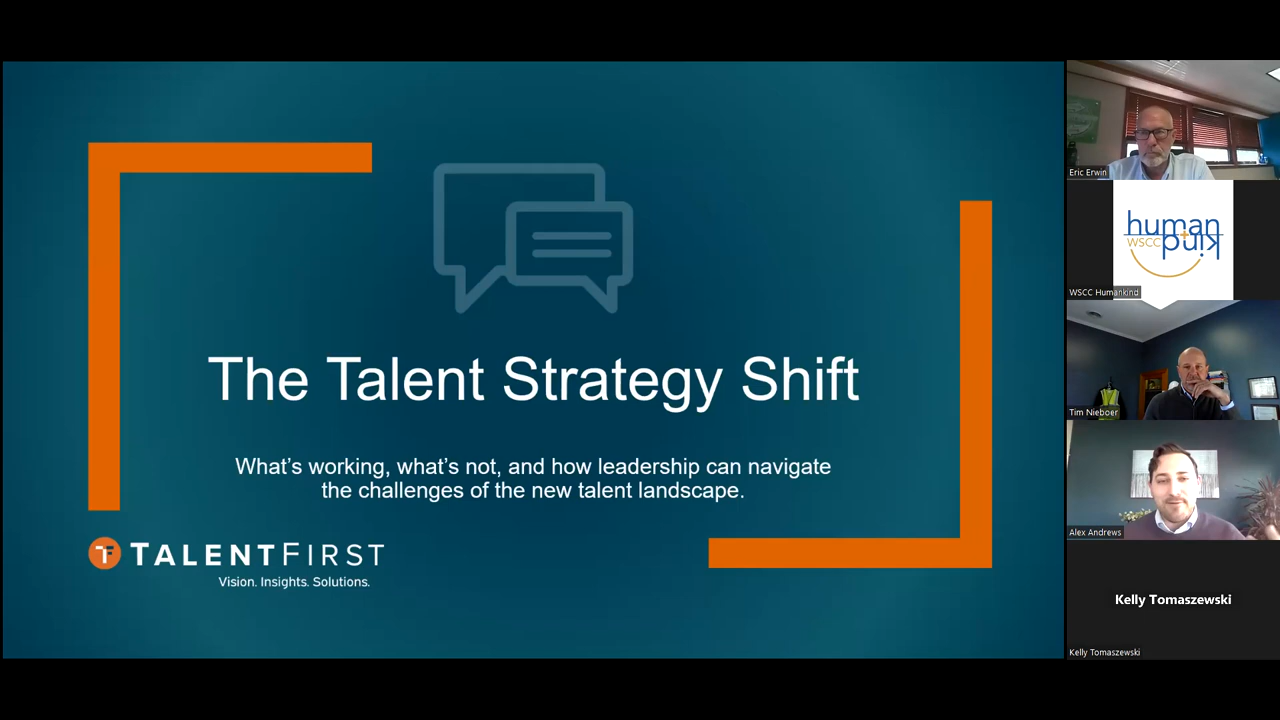 The Talent Strategy Shift
What's working, what's not, and how leadership can navigate
the challenges of the new talent landscape.
TF TALENTFIRST
Vision. Insights. Solutions.
Eric Erwin
human
WSCC + kind
WSCC Humankind
Tim Nieboer
Alex Andrews
Kelly Tomaszewski
Kelly Tomaszewski